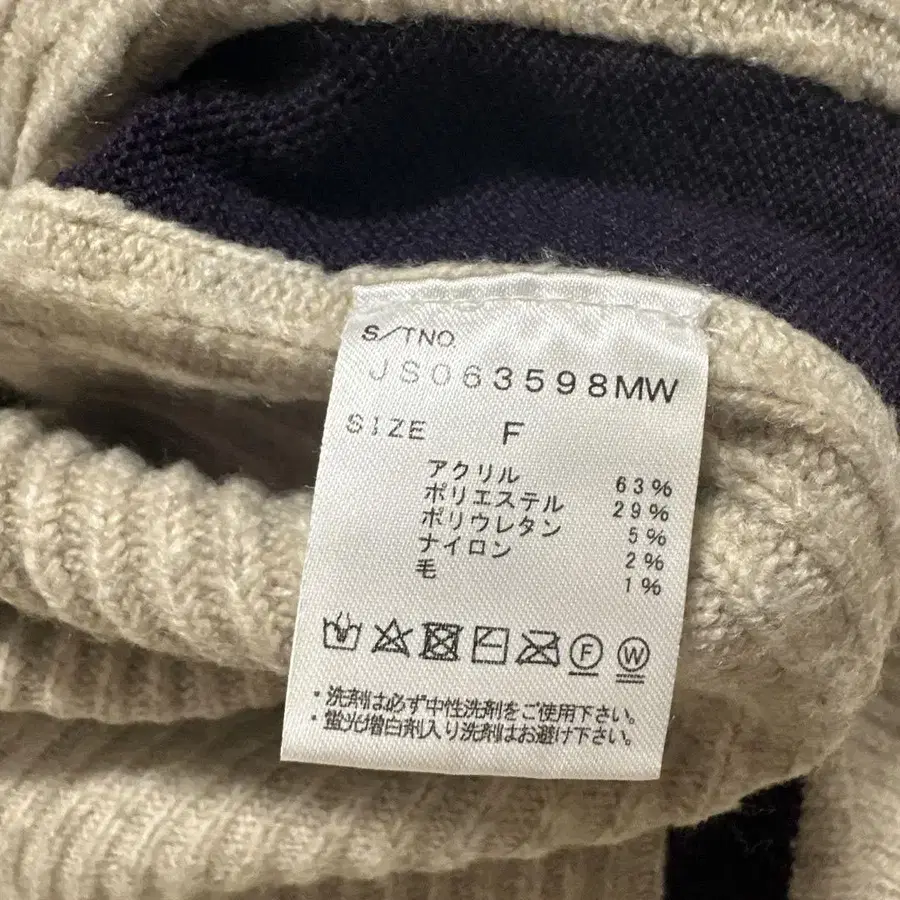 S/TNO.
JS063598MW
SIZE F
アクリル 63%
ポリエステル 29%
ポリウレタン 5%
ナイロン 2%
毛 1%
F W
・洗剤は必ず中性洗剤をご使用下さい。
・蛍光増白剤入り洗剤はお避け下さい。